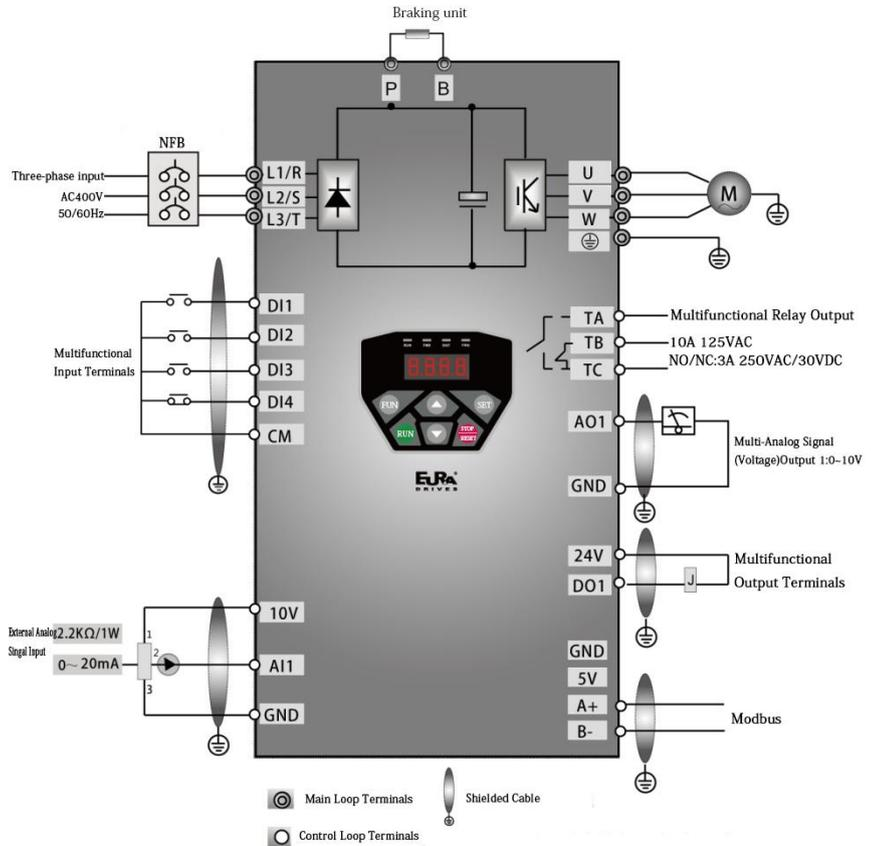 Braking unit
P B
NFB
Three-phase input
AC400V
50/60Hz
L1/R
L2/S
L3/T
U
V
W
M
DI1
DI2
DI3
DI4
CM
Multifunctional
Input Terminals
TA
TB
TC
Multifunctional Relay Output
10A 125VAC
NO/NC:3A 250VAC/30VDC
8.8.8.8
FUN
SET
RUN
STOP
RESET
EURA
DRIVES
AO1
GND
Multi-Analog Signal
(Voltage)Output 1:0~10V
24V
DO1
J
Multifunctional
Output Terminals
External Analog
Singal Input
2.2KΩ/1W
0~20mA
1
2
3
10V
AI1
GND
GND
5V
A+
B-
Modbus
Main Loop Terminals
Shielded Cable
Control Loop Terminals